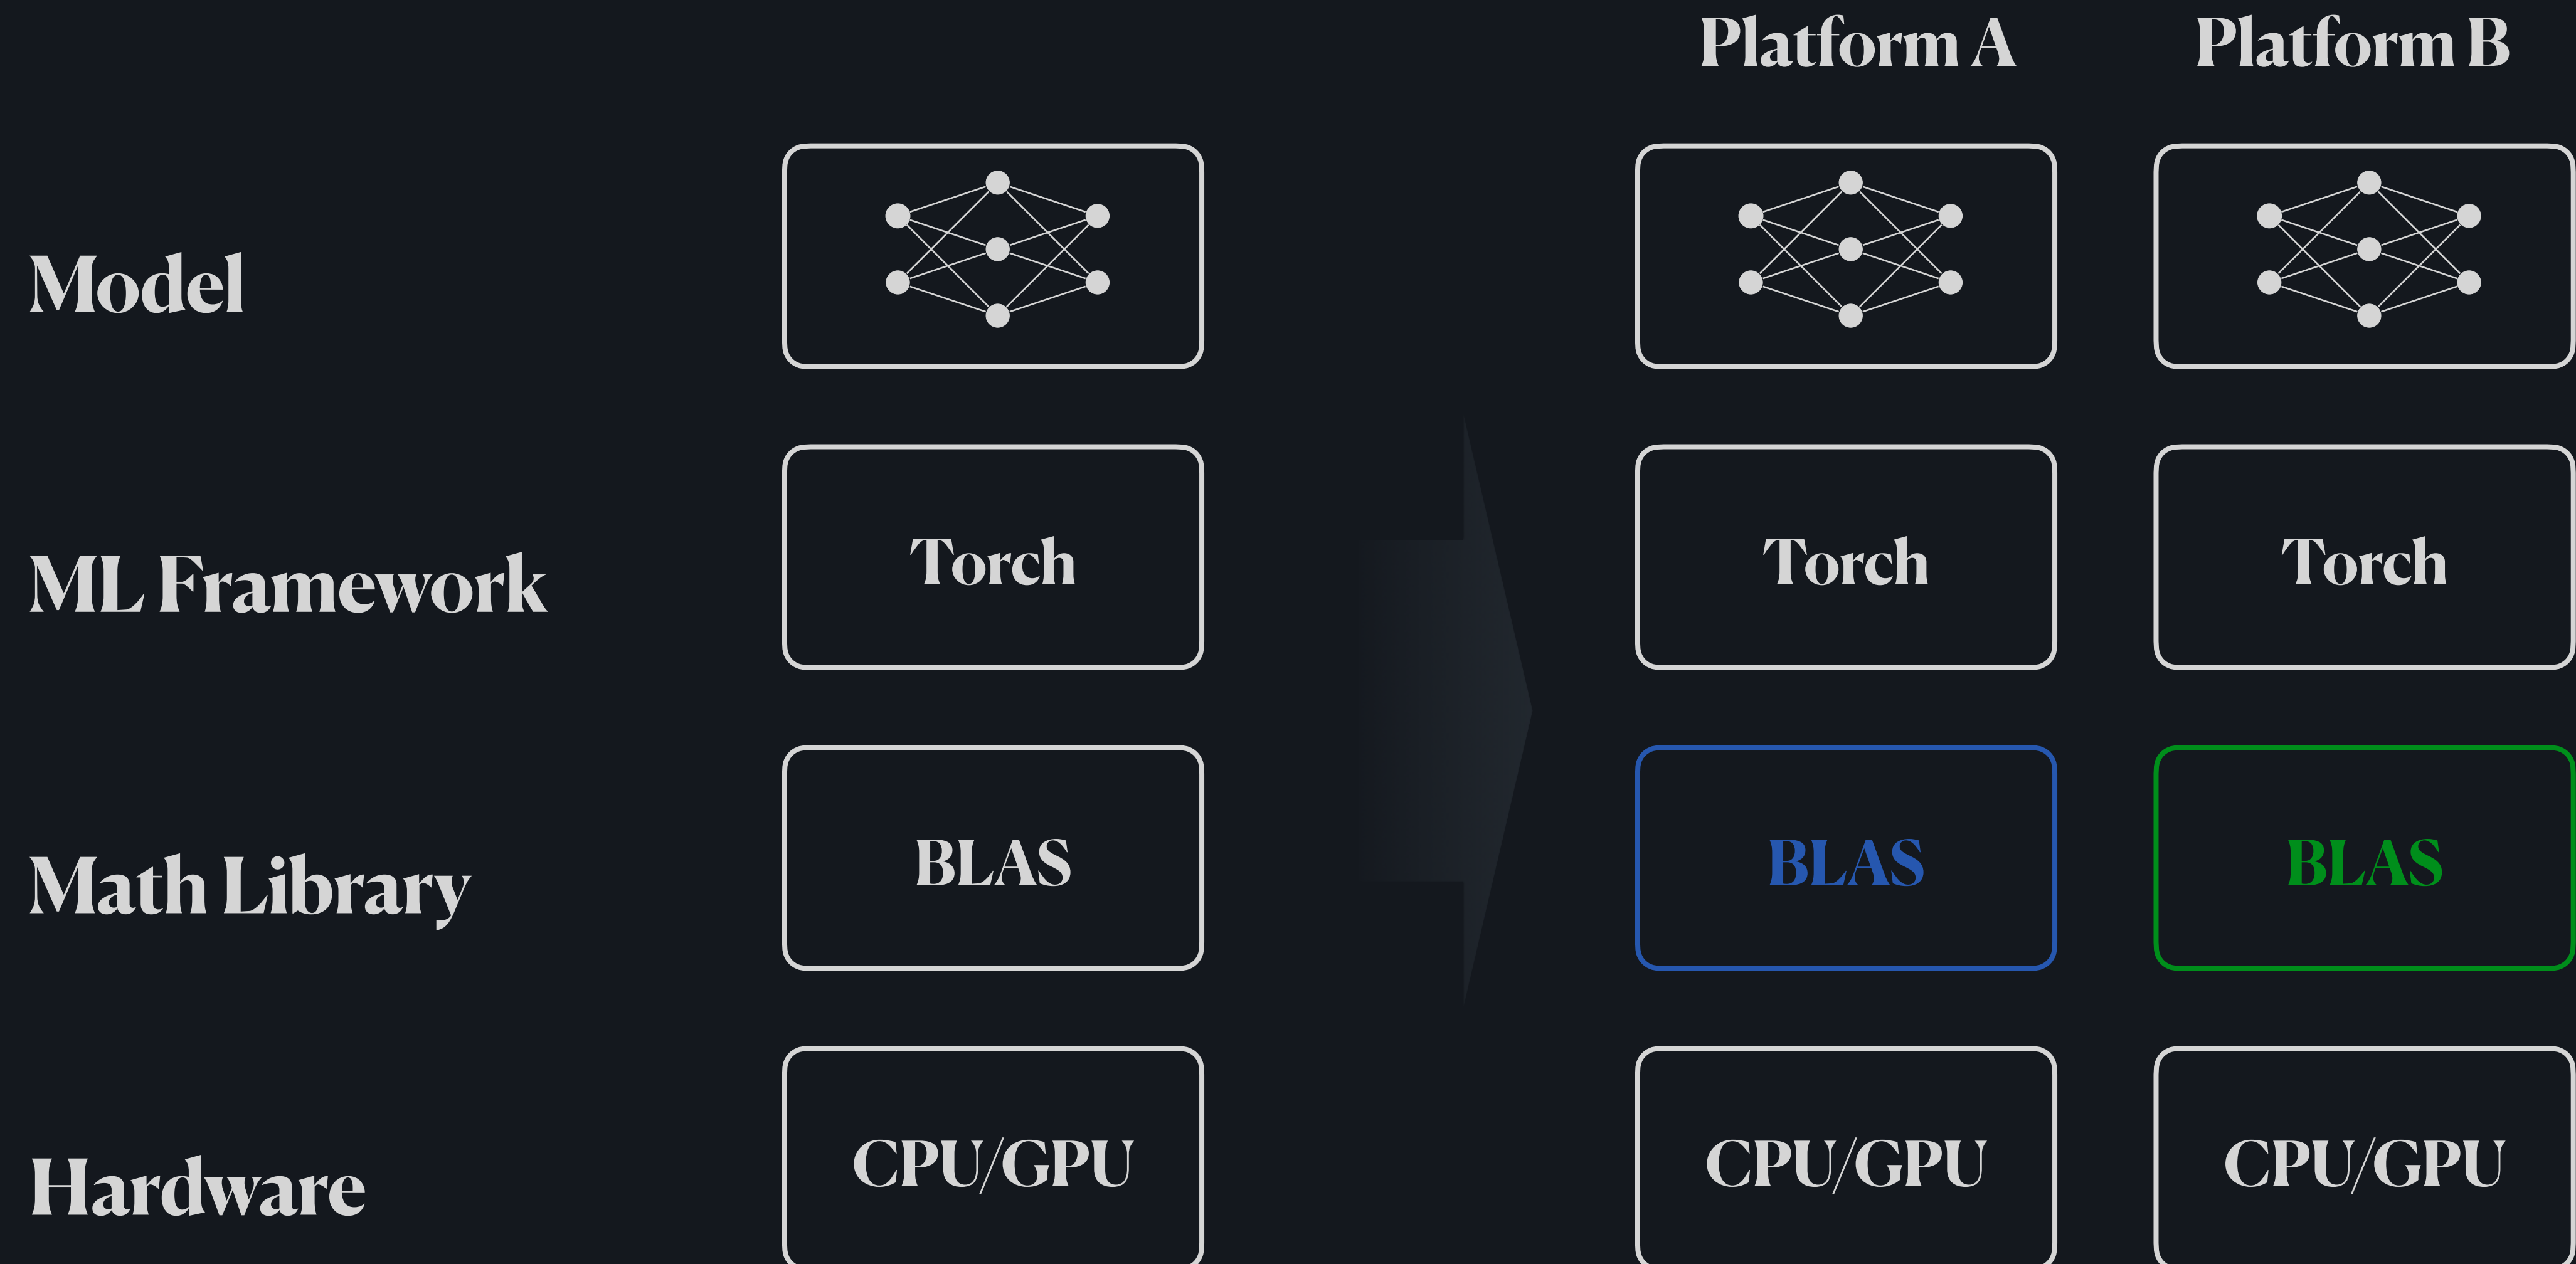 Platform A Platform B
Model
ML Framework Torch Torch Torch
Math Library BLAS BLAS BLAS
Hardware CPU/GPU CPU/GPU CPU/GPU